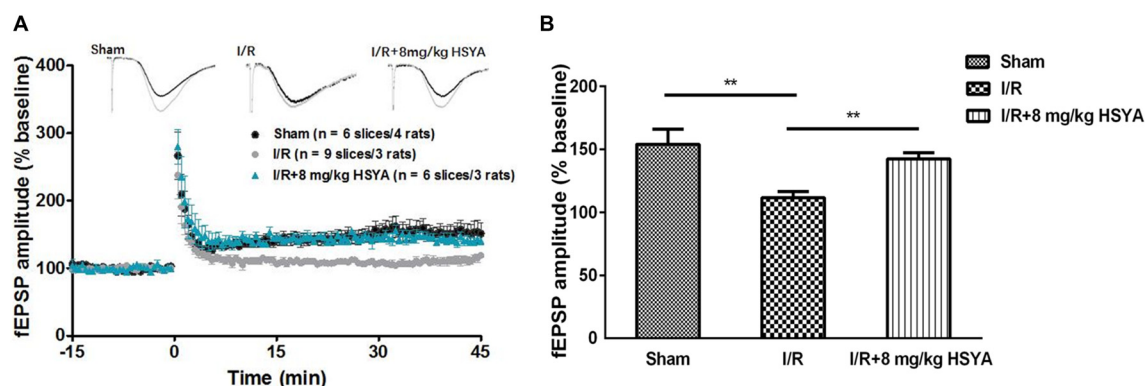 A
Sham
I/R
I/R+8mg/kg HSYA
400
300
200
100
0
fEPSP amplitude (% baseline)
Sham (n = 6 slices/4 rats)
I/R (n = 9 slices/3 rats)
I/R+8 mg/kg HSYA (n = 6 slices/3 rats)
-15
0
15
30
45
Time (min)
B
200
150
100
50
0
fEPSP amplitude (% baseline)
**
**
Sham
I/R
I/R+8 mg/kg HSYA
Sham
I/R
I/R+8 mg/kg HSYA